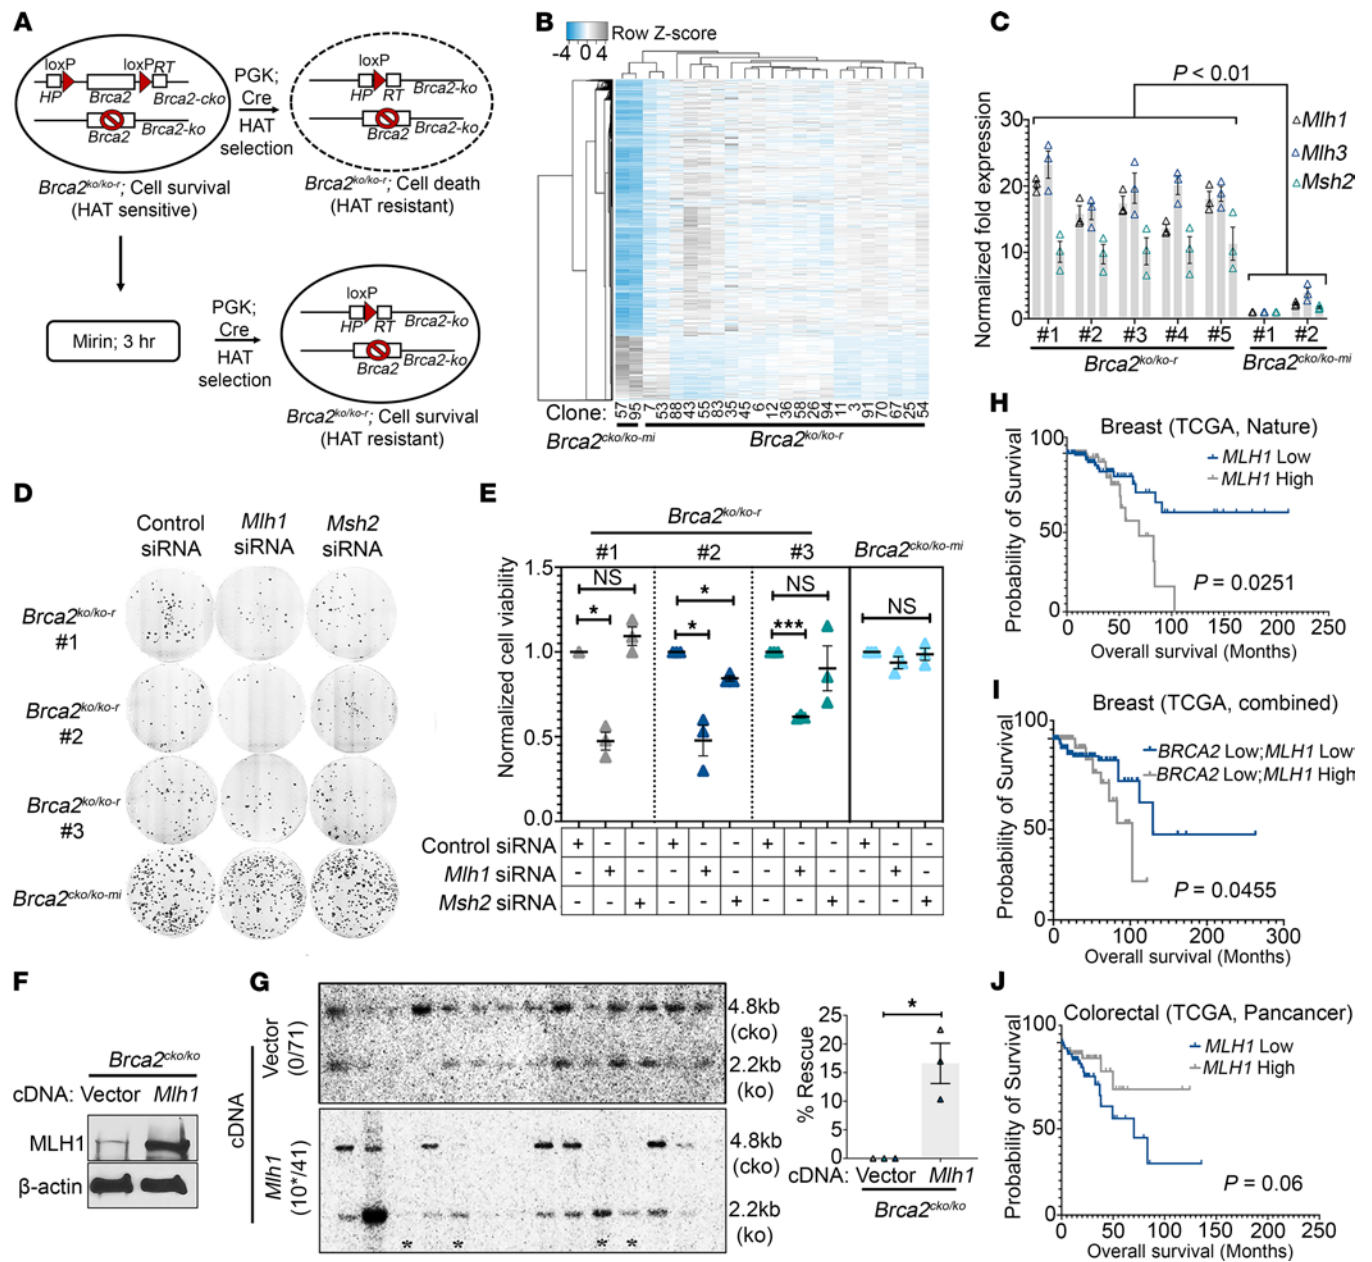 A
loxP
loxP RT
HP
Brca2
Brca2-cko
Brca2
Brca2-ko
Brca2ko/ko-r; Cell survival
(HAT sensitive)
PGK;
Cre
HAT
selection
loxP
HP
RT
Brca2-ko
Brca2
Brca2-ko
Brca2ko/ko-r; Cell death
(HAT resistant)
Mirin; 3 hr
PGK;
Cre
HAT
selection
loxP
HP
RT
Brca2-ko
Brca2
Brca2-ko
Brca2ko/ko-r; Cell survival
(HAT resistant)
B
Row Z-score
-4 0 4
Clone:
57 95 7 53 88 43 55 83 35 45 6 12 36 58 26 94 11 3 91 70 67 25 54
Brca2cko/ko-mi
Brca2ko/ko-r
C
P < 0.01
Mlh1
Mlh3
Msh2
Normalized fold expression
30
20
10
0
#1 #2 #3 #4 #5 #1 #2
Brca2ko/ko-r
Brca2cko/ko-mi
D
Control
siRNA
Mlh1
siRNA
Msh2
siRNA
Brca2ko/ko-r
#1
Brca2ko/ko-r
#2
Brca2ko/ko-r
#3
Brca2cko/ko-mi
E
Brca2ko/ko-r
#1 #2 #3
Brca2cko/ko-mi
Normalized cell viability
1.5
1.0
0.5
0.0
NS
*
*
*
NS
***
NS
Control siRNA + - - + - - + - - + - -
Mlh1 siRNA - + - - + - - + - - + -
Msh2 siRNA - - + - - + - - + - - +
F
Brca2cko/ko
cDNA: Vector Mlh1
MLH1
β-actin
G
cDNA
Vector
(0/71)
Mlh1
(10*/41)
4.8kb
(cko)
2.2kb
(ko)
4.8kb
(cko)
2.2kb
(ko)
* * * *
% Rescue
25
20
15
10
5
0
*
cDNA: Vector Mlh1
Brca2cko/ko
H
Breast (TCGA, Nature)
MLH1 Low
MLH1 High
Probability of Survival
100
50
0
P = 0.0251
0 50 100 150 200 250
Overall survival (Months)
I
Breast (TCGA, combined)
BRCA2 Low;MLH1 Low
BRCA2 Low;MLH1 High
Probability of Survival
100
50
0
P = 0.0455
0 100 200 300
Overall survival (Months)
J
Colorectal (TCGA, Pancancer)
MLH1 Low
MLH1 High
Probability of Survival
100
50
0
P = 0.06
0 50 100 150
Overall survival (Months)